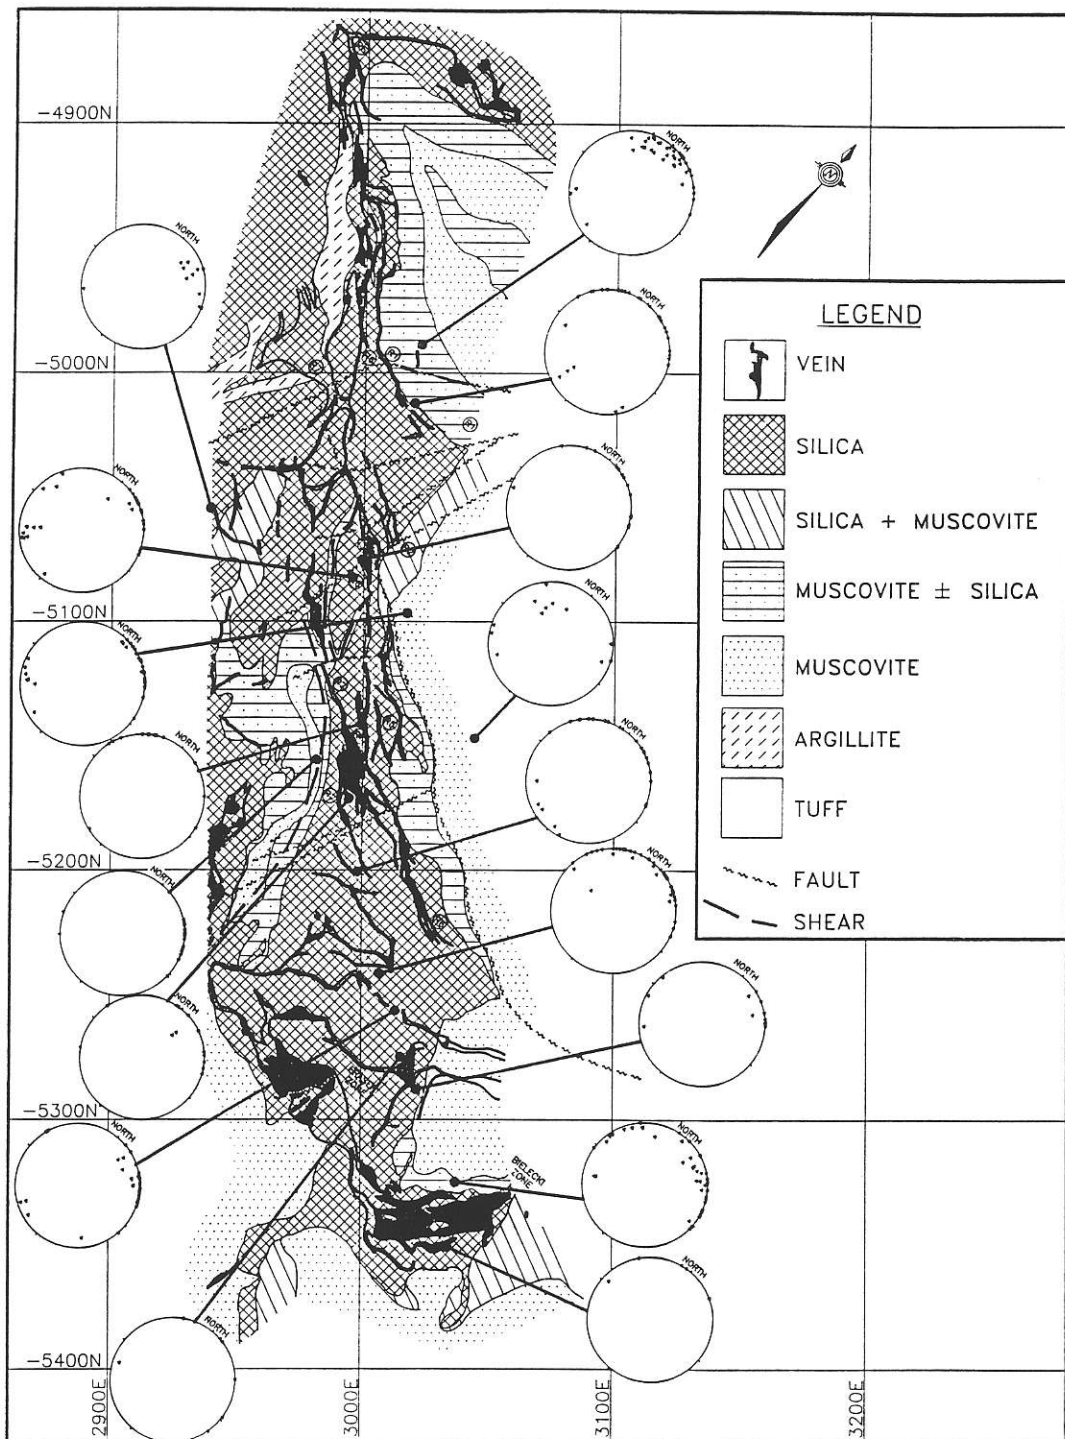 -4900N
NORTH
NORTH
LEGEND
VEIN
NORTH
-5000N
SILICA
NORTH
NORTH
SILICA + MUSCOVITE
MUSCOVITE ± SILICA
NORTH
-5100N
NORTH
MUSCOVITE
NORTH
ARGILLITE
NORTH
TUFF
-5200N
FAULT
NORTH
NORTH
SHEAR
NORTH
NORTH
-5300N
NORTH
NORTH
BIELECKI
ZONE
NORTH
NORTH
-5400N
2900E
3000E
3100E
3200E